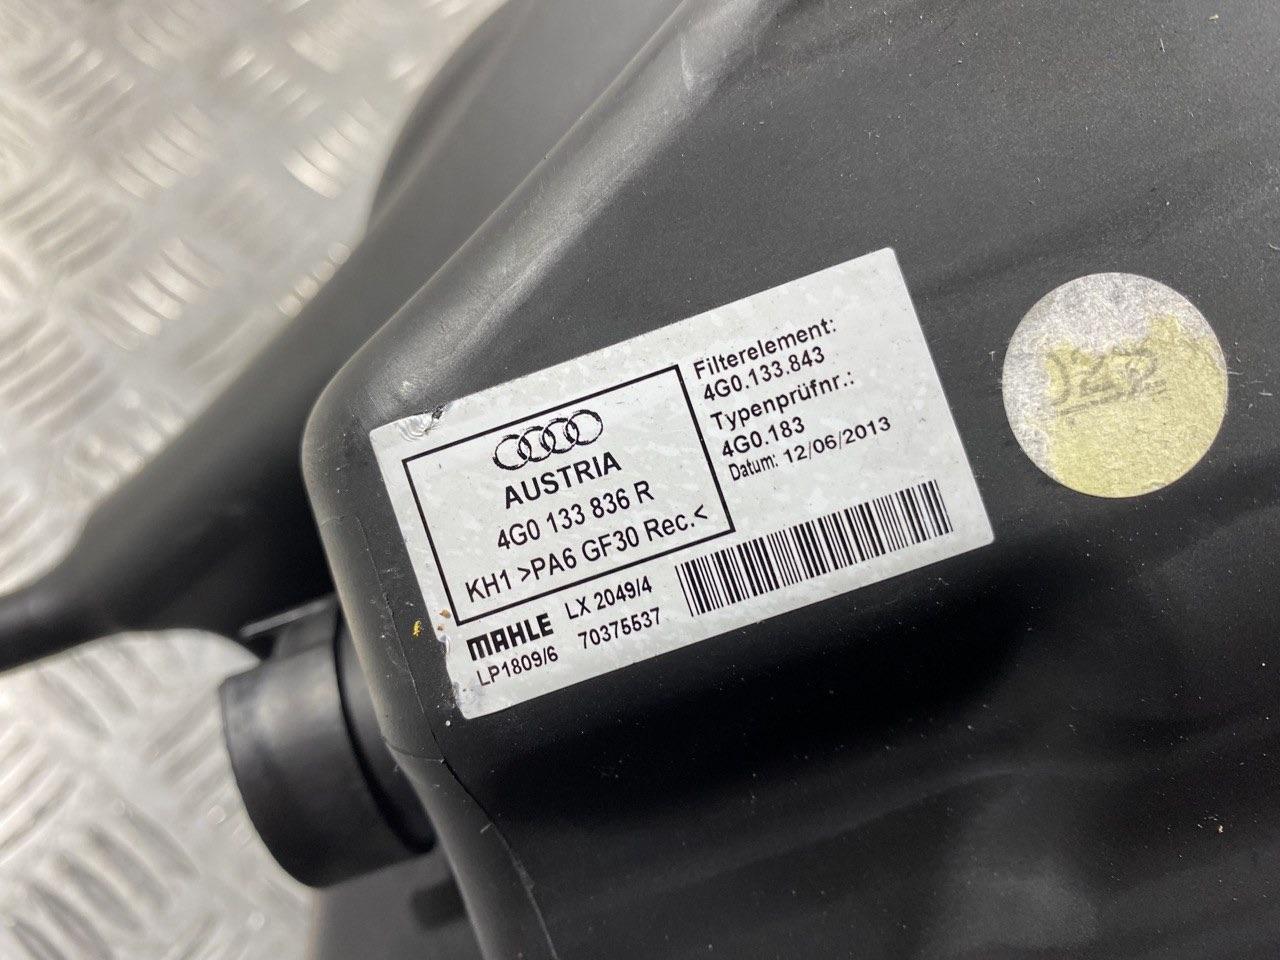 AUSTRIA
4G0 133 836 R
KH1 >PA6 GF30 Rec.<
Filterelement:
4G0.133.843
Typenprüfnr.:
4G0.183
Datum: 12/06/2013
MAHLE LX 2049/4
LP1809/6 70375537